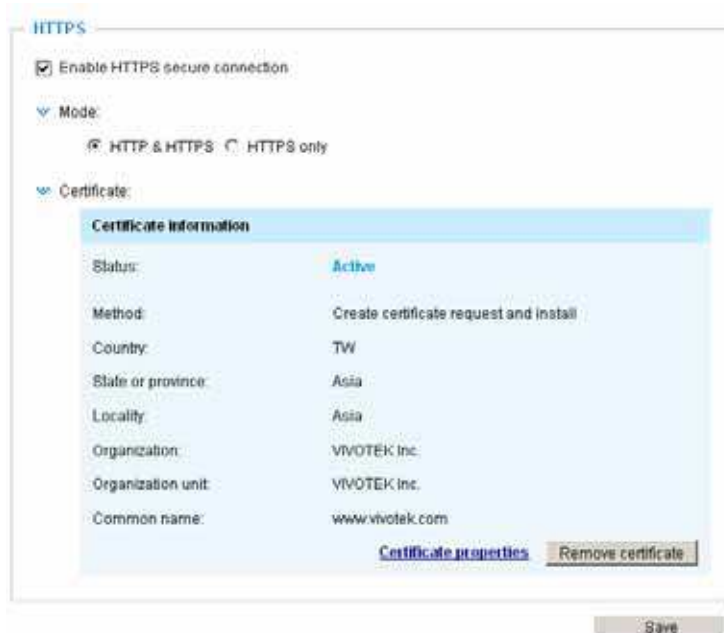 HTTPS
Enable HTTPS secure connection
Mode:
HTTP & HTTPS HTTPS only
Certificate:
Certificate information
Status: Active
Method: Create certificate request and install
Country: TW
State or province: Asia
Locality: Asia
Organization: VIVOTEK Inc.
Organization unit: VIVOTEK Inc.
Common name: www.vivotek.com
Certificate properties Remove certificate
Save